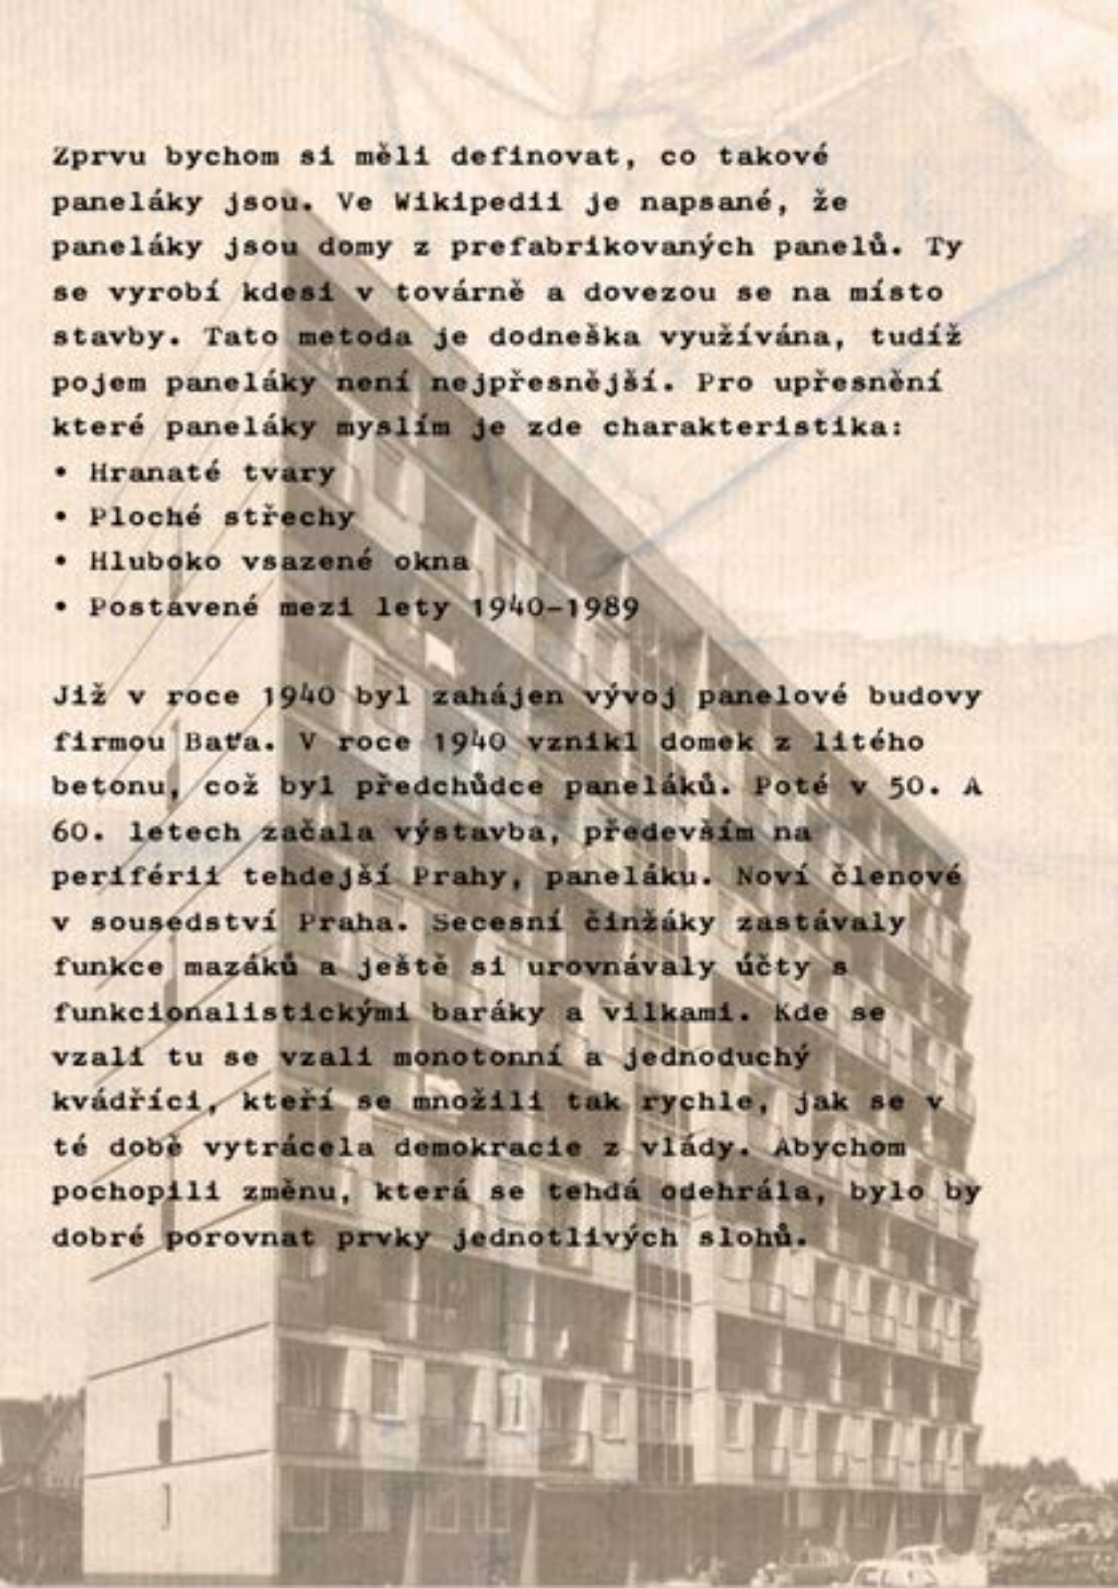 Zprvu bychom si měli definovat, co takové
paneláky jsou. Ve Wikipedii je napsané, že
paneláky jsou domy z prefabrikovaných panelů. Ty
se vyrobí kdesi v továrně a dovezou se na místo
stavby. Tato metoda je dodneška využívána, tudíž
pojem paneláky není nejpřesnější. Pro upřesnění
které paneláky myslím je zde charakteristika:
• Hranaté tvary
• Ploché střechy
• Hluboko vsazené okna
• Postavené mezi lety 1940-1989
Již v roce 1940 byl zahájen vývoj panelové budovy
firmou Baťa. V roce 1940 vznikl domek z litého
betonu, což byl předchůdce paneláků. Poté v 50. A
60. letech začala výstavba, především na
periférii tehdejší Prahy, paneláku. Noví členové
v sousedství Praha. Secesní činžáky zastávaly
funkce mazáků a ještě si urovnávaly účty s
funkcionalistickými baráky a vilkami. Kde se
vzali tu se vzali monotonní a jednoduchý
kvádříci, kteří se množili tak rychle, jak se v
té době vytrácela demokracie z vlády. Abychom
pochopili změnu, která se tehdá odehrála, bylo by
dobré porovnat prvky jednotlivých slohů.